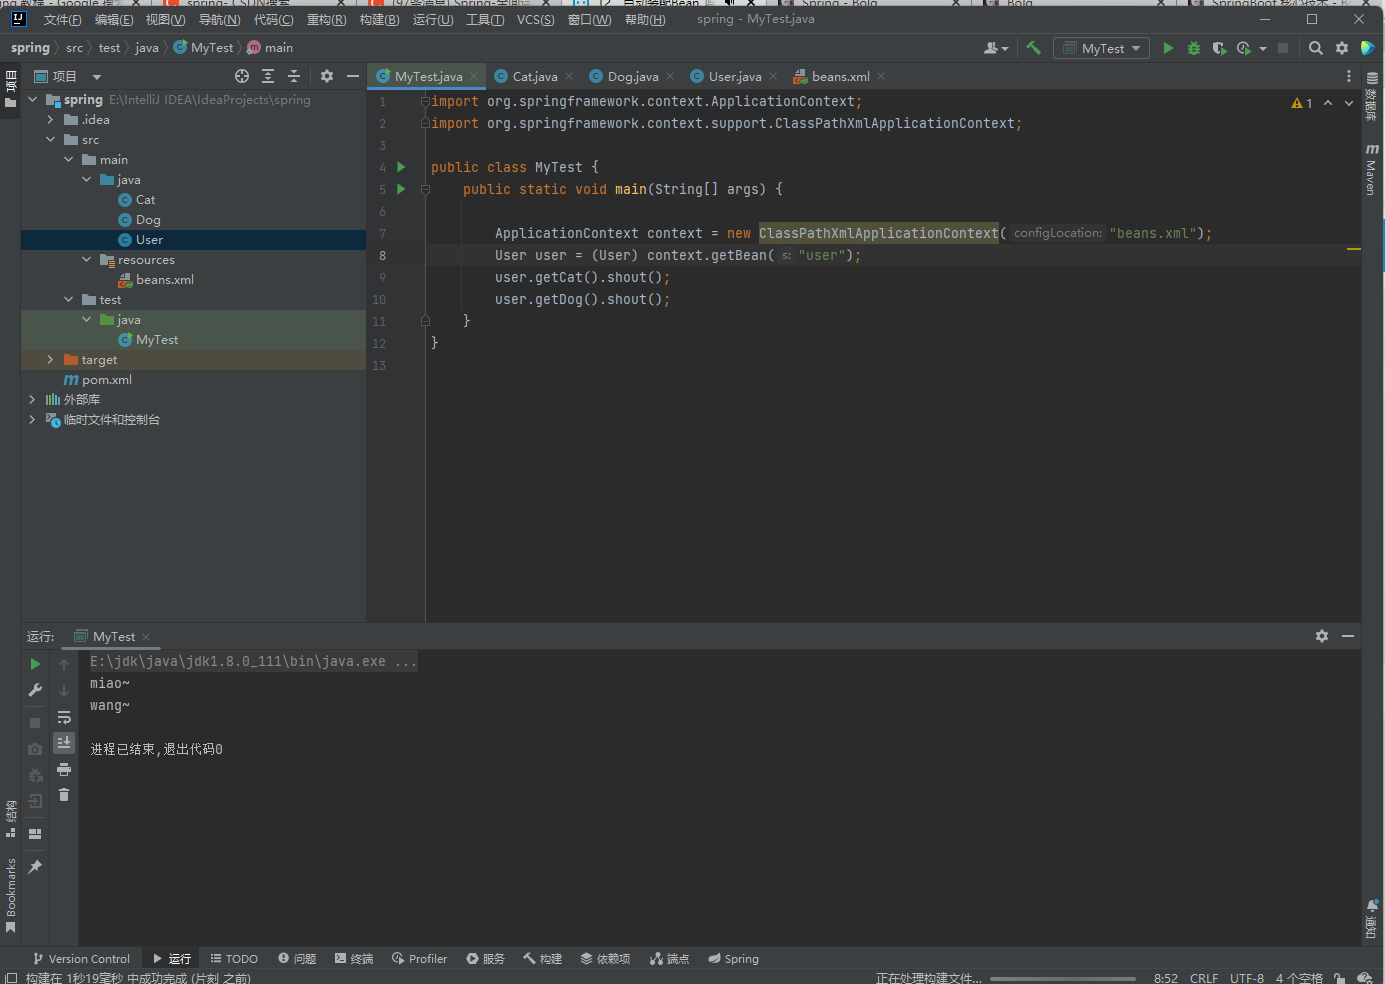 文件(F) 编辑(E) 视图(V) 导航(N) 代码(C) 重构(R) 构建(B) 运行(U) 工具(T) VCS(S) 窗口(W) 帮助(H) spring - MyTest.java
spring src test java MyTest main
MyTest
项目
MyTest.java Cat.java Dog.java User.java beans.xml
spring E:\IntelliJ IDEA\IdeaProjects\spring
.idea
src
main
java
Cat
Dog
User
resources
beans.xml
test
java
MyTest
target
pom.xml
外部库
临时文件和控制台
1 import org.springframework.context.ApplicationContext;
2 import org.springframework.context.support.ClassPathXmlApplicationContext;
3
4 public class MyTest {
5 public static void main(String[] args) {
6
7 ApplicationContext context = new ClassPathXmlApplicationContext( configLocation: "beans.xml");
8 User user = (User) context.getBean( s: "user");
9 user.getCat().shout();
10 user.getDog().shout();
11 }
12 }
13
1
数据库
Maven
通知
项目
结构
Bookmarks
运行: MyTest
E:\jdk\java\jdk1.8.0_111\bin\java.exe ...
miao~
wang~
进程已结束,退出代码0
Version Control 运行 TODO 问题 终端 Profiler 服务 构建 依赖项 端点 Spring
构建在 1秒19毫秒 中成功完成 (片刻 之前) 正在处理构建文件... 8:52 CRLF UTF-8 4 个空格